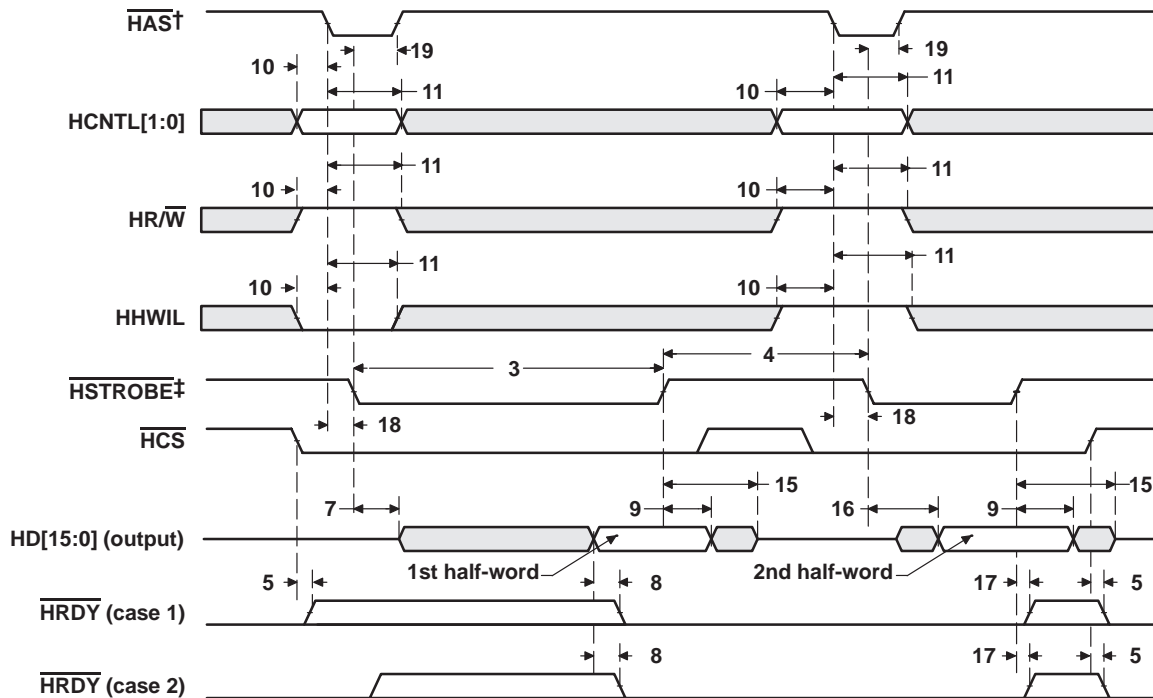 HAS†
19
19
10
11
10
11
HCNTL[1:0]
11
11
10
10
HR/W
11
11
10
10
HHWIL
3
4
HSTROBE‡
18
18
HCS
15
15
7
9
16
9
HD[15:0] (output)
1st half-word
2nd half-word
5
8
17
5
HRDY (case 1)
8
17
5
HRDY (case 2)